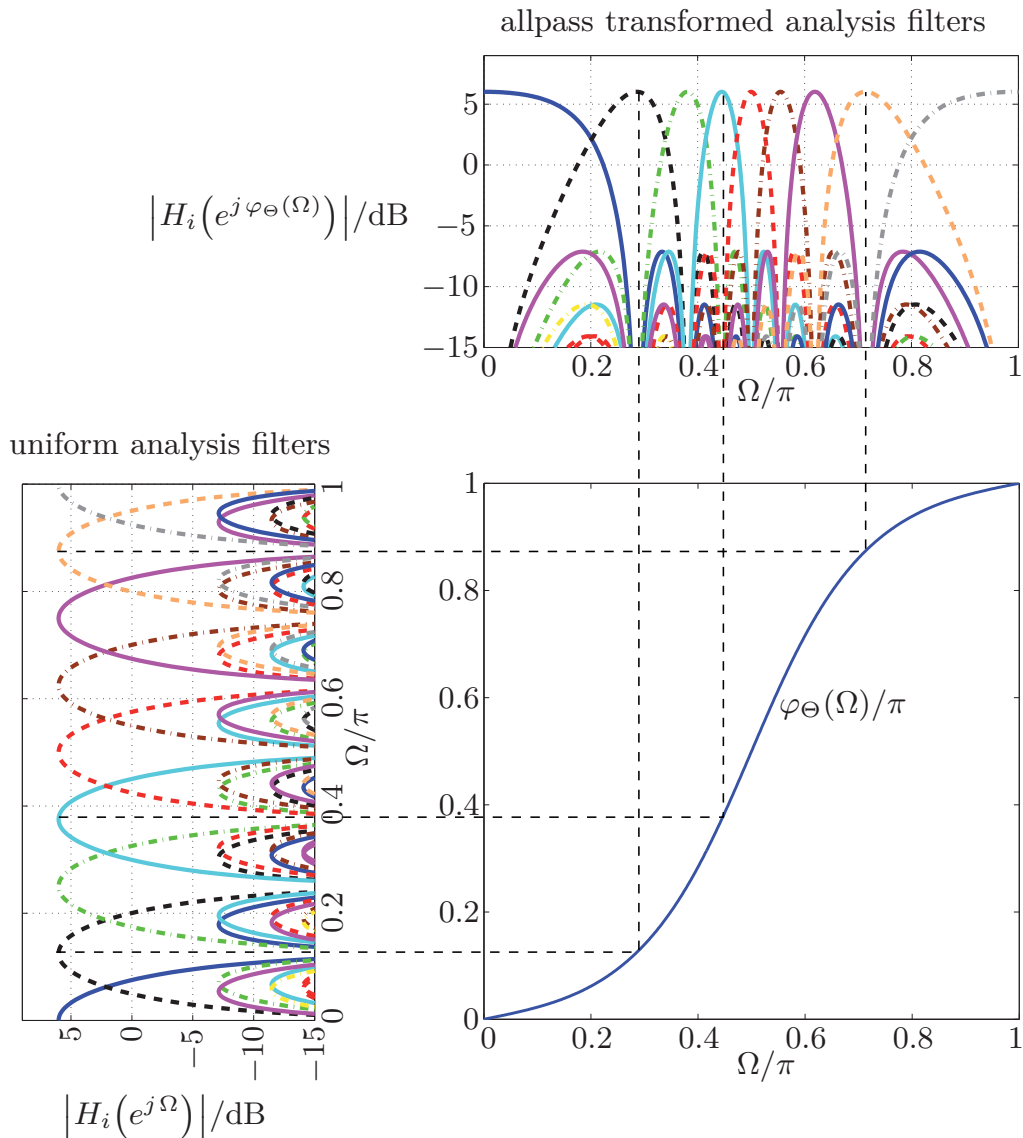 allpass transformed analysis filters
|H_i(e^{j φ_Θ(Ω)})|/dB
5
0
−5
−10
−15
0 0.2 0.4 0.6 0.8 1
Ω/π
uniform analysis filters
1
0.8
0.6
0.4
0.2
0
Ω/π
5 0 −5 −10 −15
|H_i(e^{j Ω})|/dB
1
0.8
0.6
0.4
0.2
0
φ_Θ(Ω)/π
0 0.2 0.4 0.6 0.8 1
Ω/π